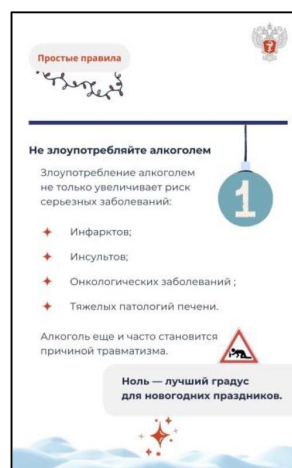 Простые правила
Не злоупотребляйте алкоголем
1
Злоупотребление алкоголем
не только увеличивает риск
серьезных заболеваний:
Инфарктов;
Инсультов;
Онкологических заболеваний ;
Тяжелых патологий печени.
Алкоголь еще и часто становится
причиной травматизма.
Ноль — лучший градус
для новогодних праздников.